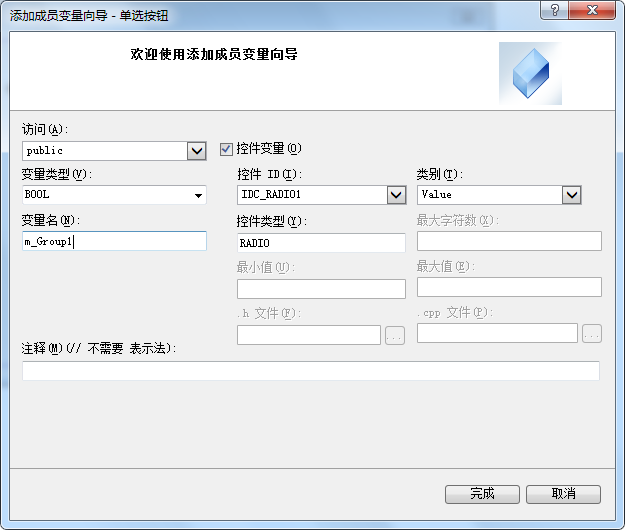 添加成员变量向导 - 单选按钮
欢迎使用添加成员变量向导
访问(A):
public
控件变量(O)
变量类型(V):
控件 ID(I):
类别(T):
BOOL
IDC_RADIO1
Value
变量名(N):
控件类型(Y):
最大字符数(X):
m_Group1
RADIO
最小值(U):
最大值(E):
.h 文件(F):
.cpp 文件(P):
...
...
注释(M)(// 不需要 表示法):
完成
取消